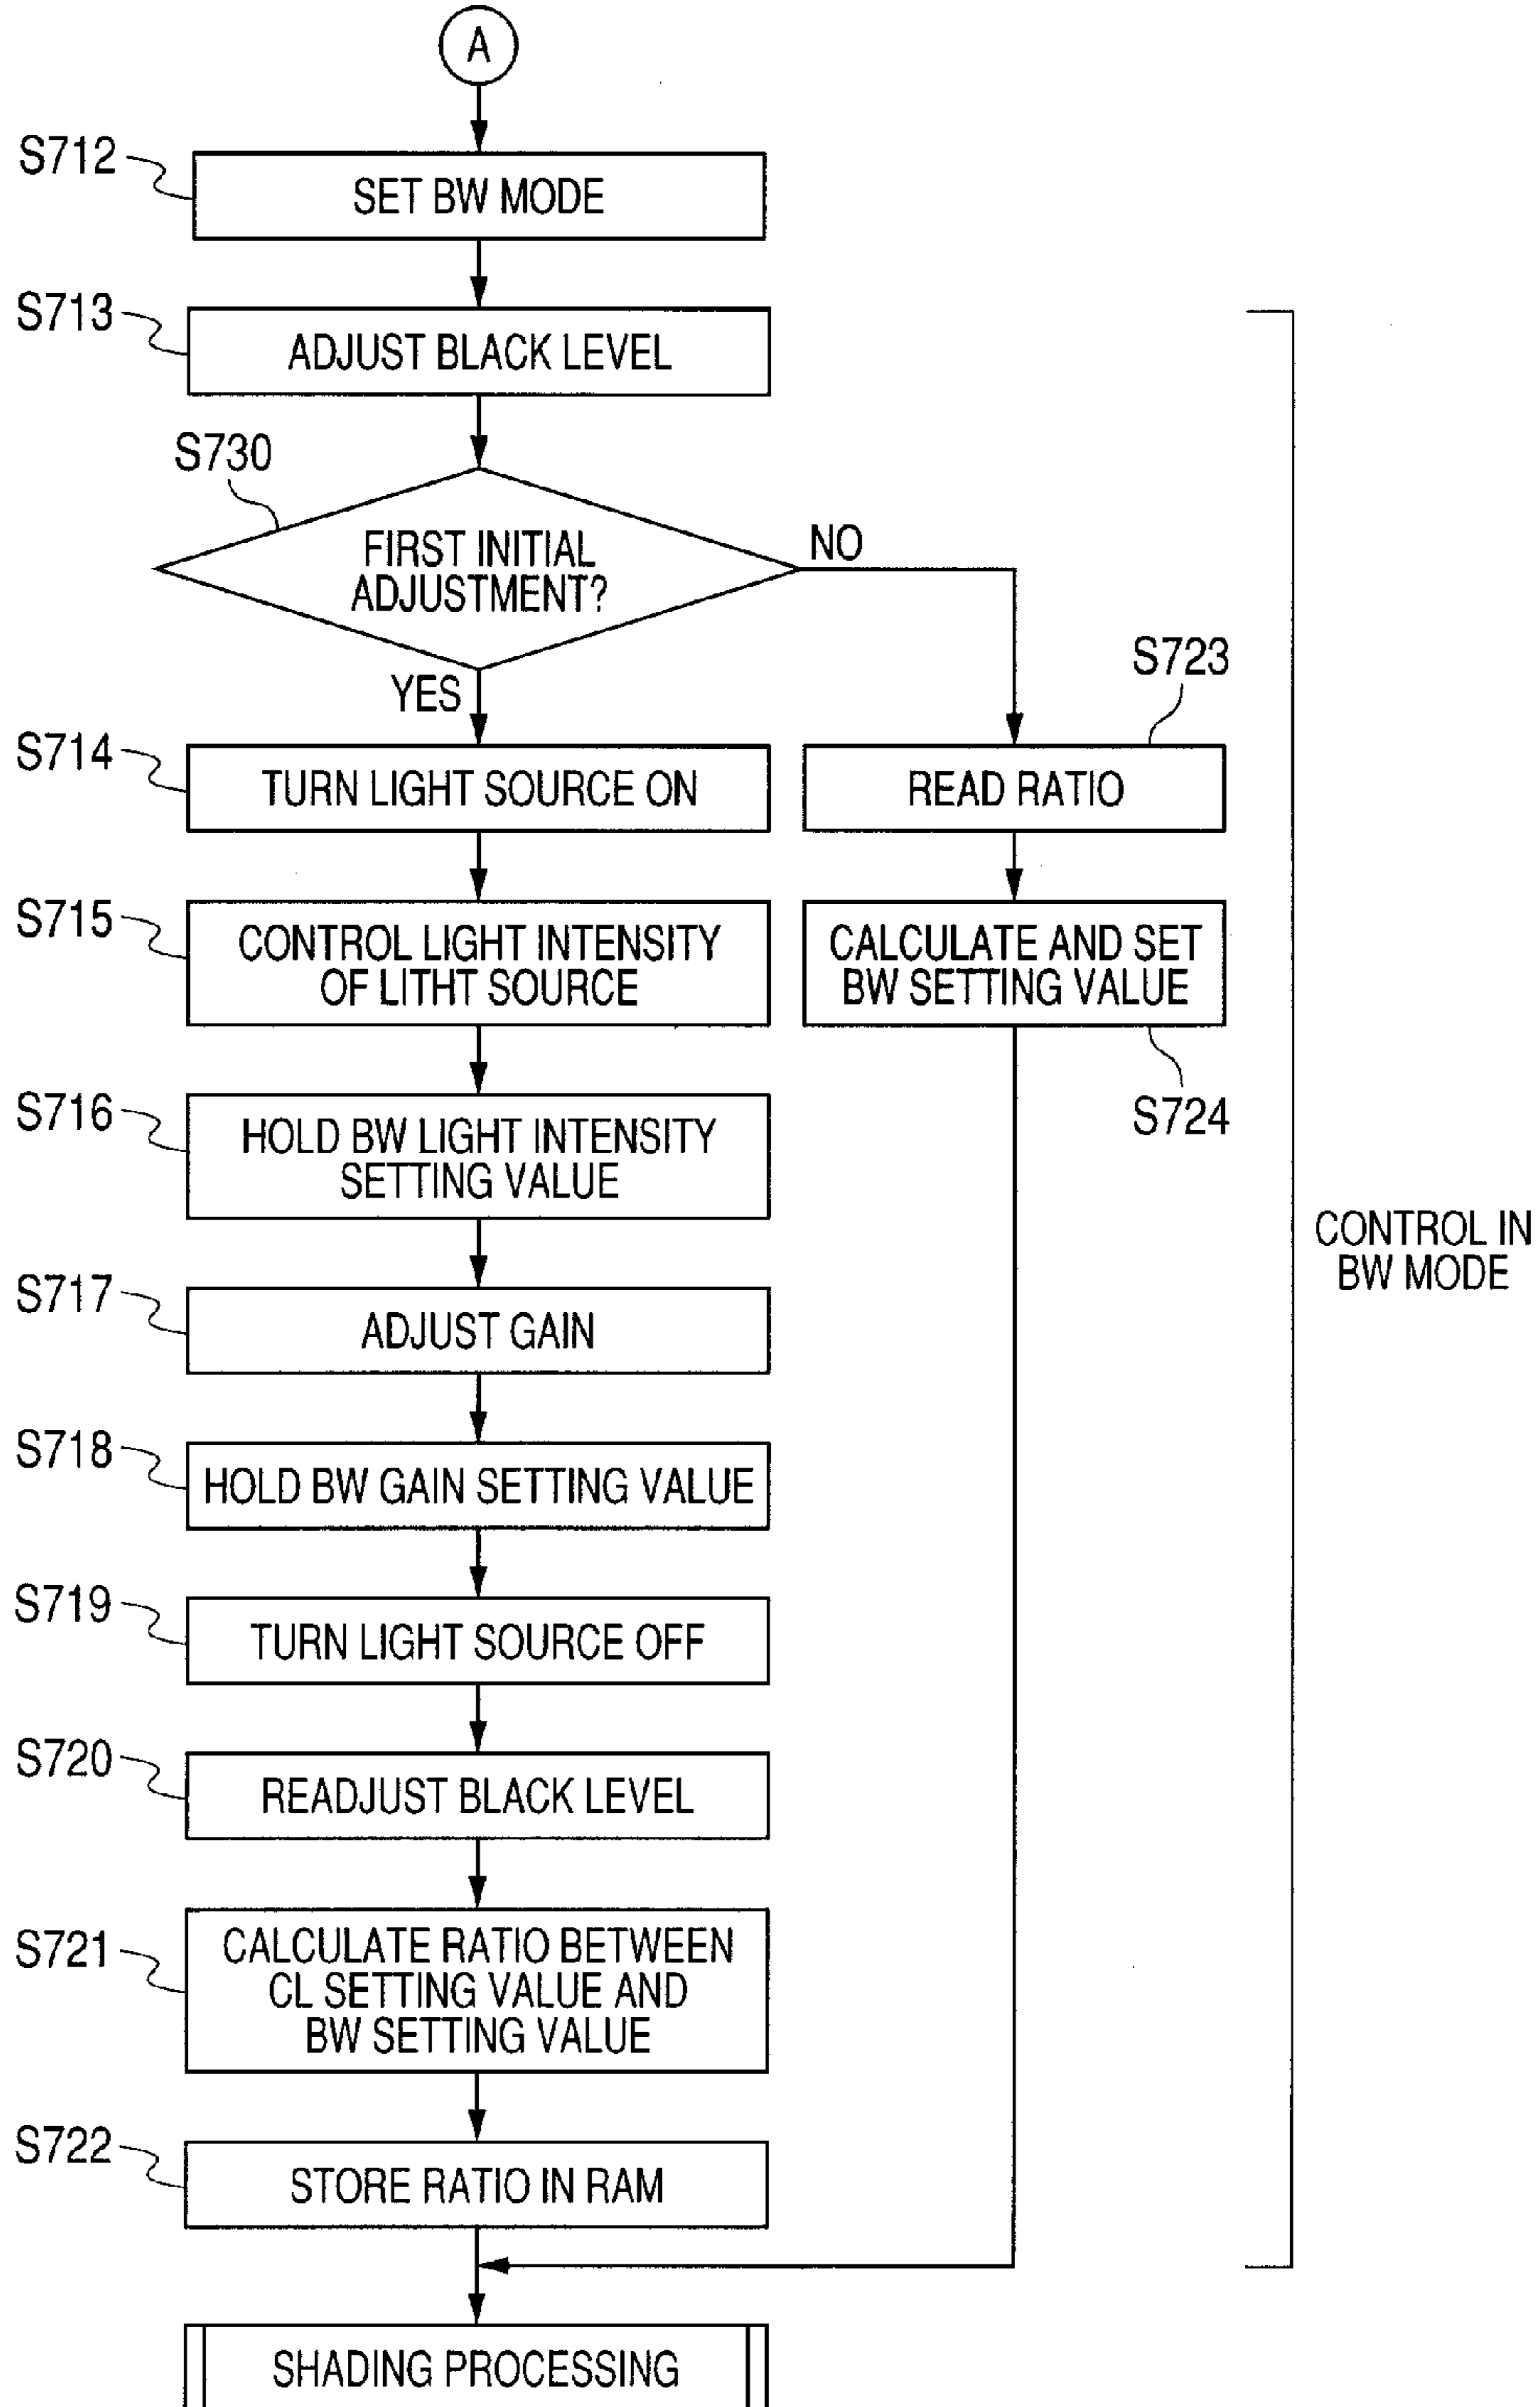 A
S712
SET BW MODE
S713
ADJUST BLACK LEVEL
S730
FIRST INITIAL
ADJUSTMENT?
NO
YES
S723
S714
TURN LIGHT SOURCE ON
READ RATIO
S715
CONTROL LIGHT INTENSITY
OF LITHT SOURCE
CALCULATE AND SET
BW SETTING VALUE
S716
HOLD BW LIGHT INTENSITY
SETTING VALUE
S724
CONTROL IN
BW MODE
S717
ADJUST GAIN
S718
HOLD BW GAIN SETTING VALUE
S719
TURN LIGHT SOURCE OFF
S720
READJUST BLACK LEVEL
S721
CALCULATE RATIO BETWEEN
CL SETTING VALUE AND
BW SETTING VALUE
S722
STORE RATIO IN RAM
SHADING PROCESSING